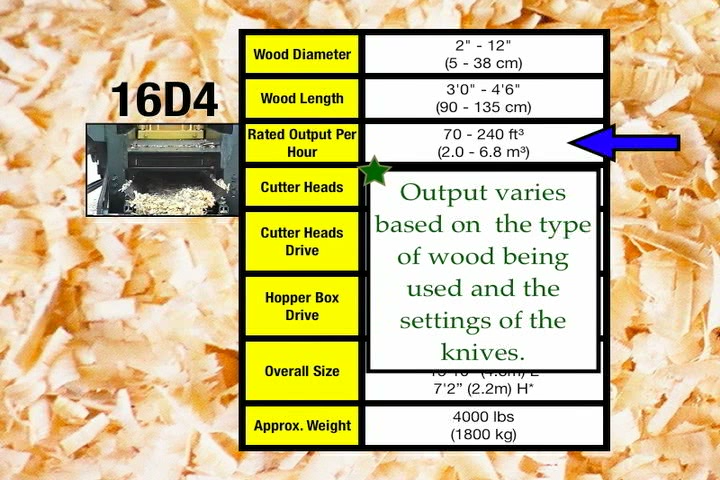 16D4
Wood Diameter
2" - 12"
(5 - 38 cm)
Wood Length
3'0" - 4'6"
(90 - 135 cm)
Rated Output Per
Hour
70 - 240 ft³
(2.0 - 6.8 m³)
Cutter Heads
Cutter Heads
Drive
Hopper Box
Drive
Output varies
based on the type
of wood being
used and the
settings of the
knives.
Overall Size
7'2” (2.2m) H*
Approx. Weight
4000 lbs
(1800 kg)